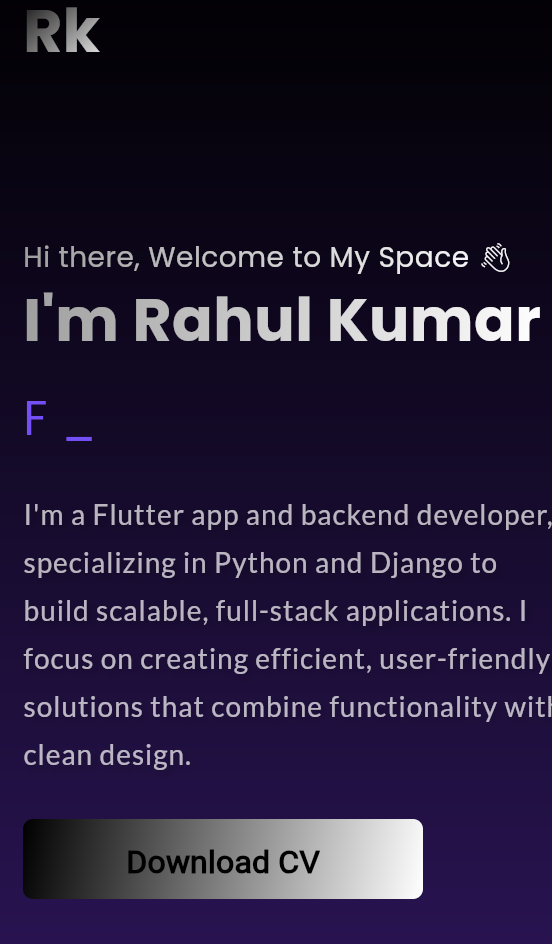 Rk
Hi there, Welcome to My Space 👋
I'm Rahul Kumar
F _
I'm a Flutter app and backend developer,
specializing in Python and Django to
build scalable, full-stack applications. I
focus on creating efficient, user-friendly
solutions that combine functionality with
clean design.
Download CV